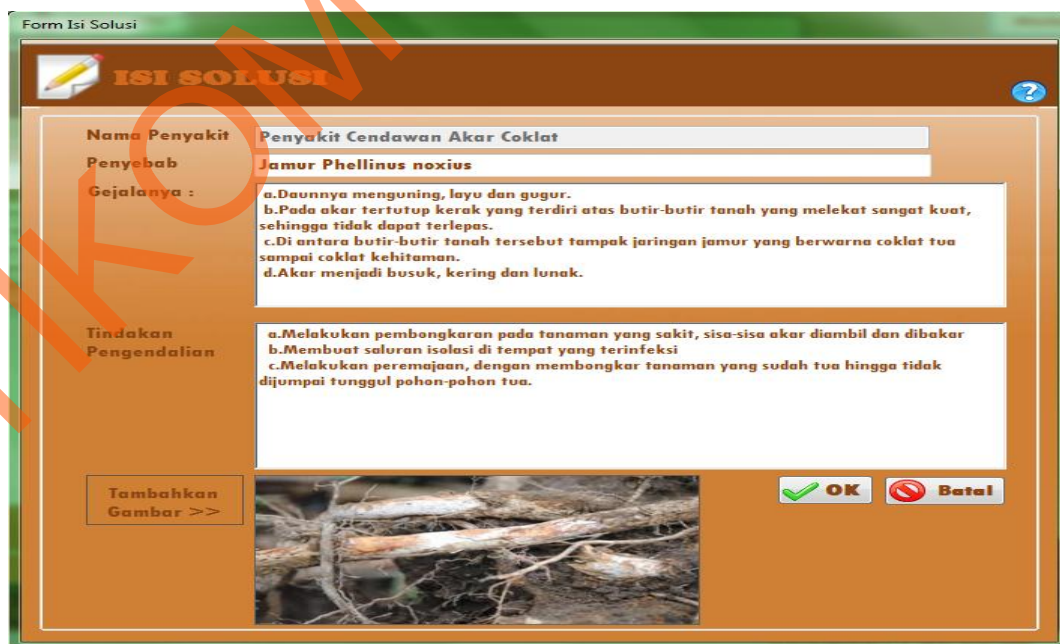 Form Isi Solusi
ISI SOLUSI
Nama Penyakit Penyakit Cendawan Akar Coklat
Penyebab Jamur Phellinus noxius
Gejalanya : a.Daunnya menguning, layu dan gugur.
b.Pada akar tertutup kerak yang terdiri atas butir-butir tanah yang melekat sangat kuat,
sehingga tidak dapat terlepas.
c.Di antara butir-butir tanah tersebut tampak jaringan jamur yang berwarna coklat tua
sampai coklat kehitaman.
d.Akar menjadi busuk, kering dan lunak.
Tindakan
Pengendalian
a.Melakukan pembongkaran pada tanaman yang sakit, sisa-sisa akar diambil dan dibakar
b.Membuat saluran isolasi di tempat yang terinfeksi
c.Melakukan peremajaan, dengan membongkar tanaman yang sudah tua hingga tidak
dijumpai tunggul pohon-pohon tua.
Tambahkan
Gambar >>
OK Batal
IKOM